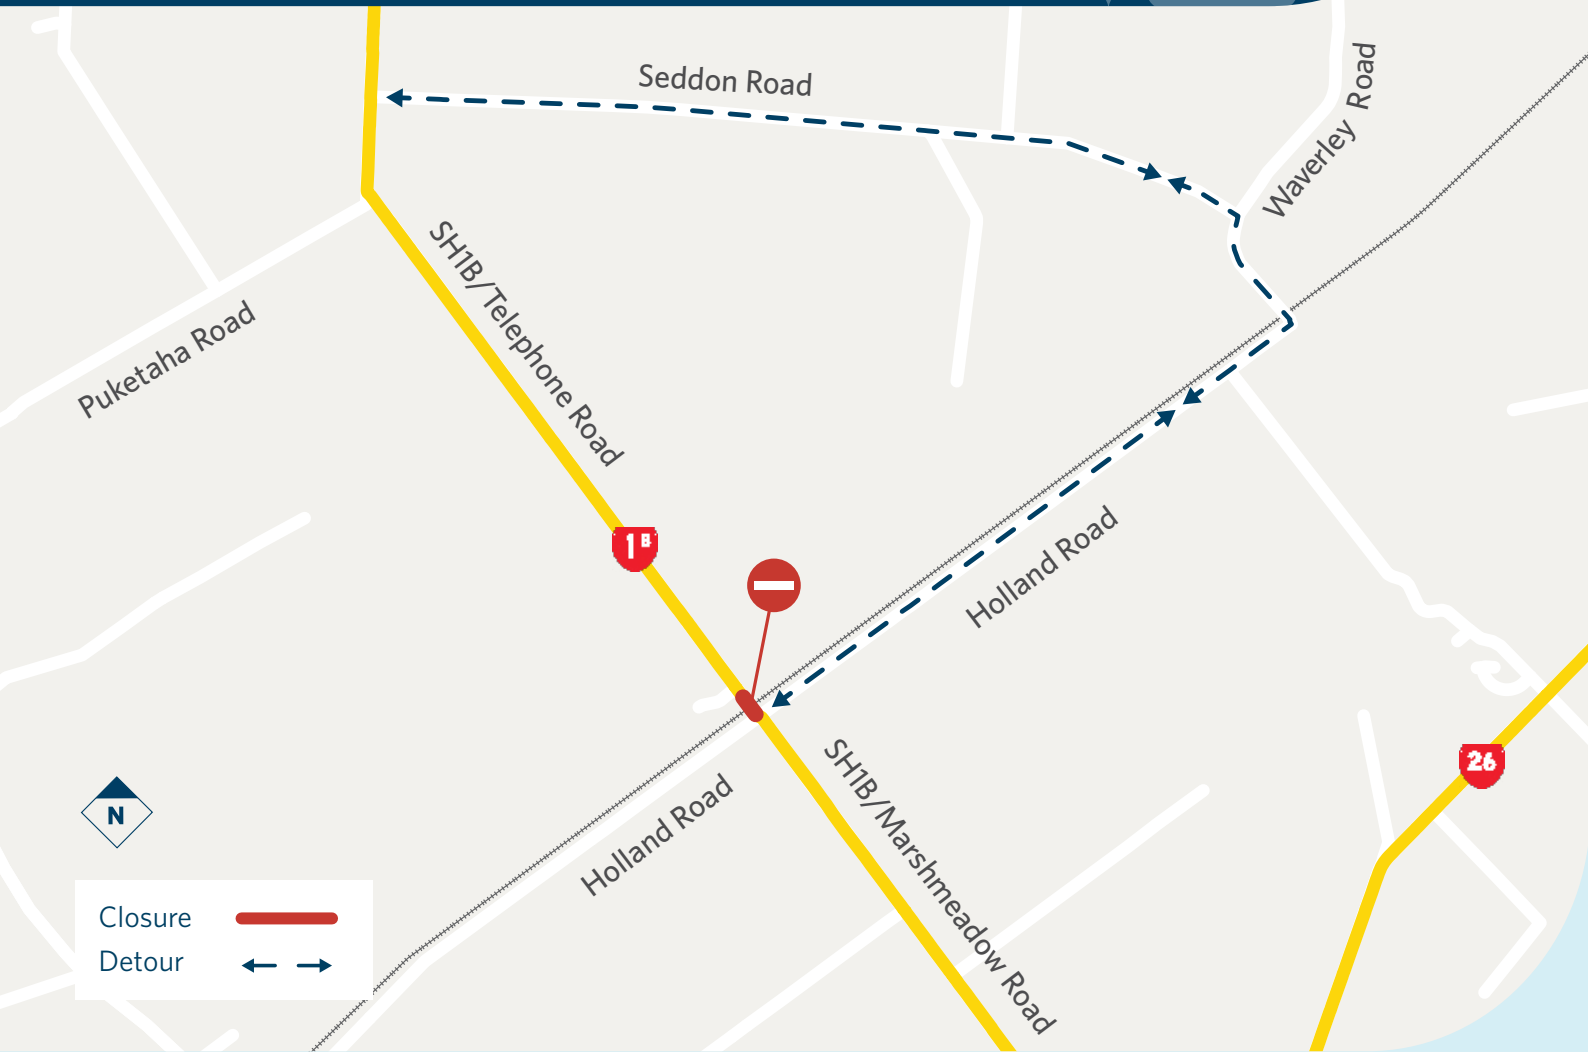 Seddon Road
Waverley Road
SH1B/Telephone Road
Puketaha Road
1B
Holland Road
Holland Road
SH1B/Marshmeadow Road
26
N
Closure
Detour